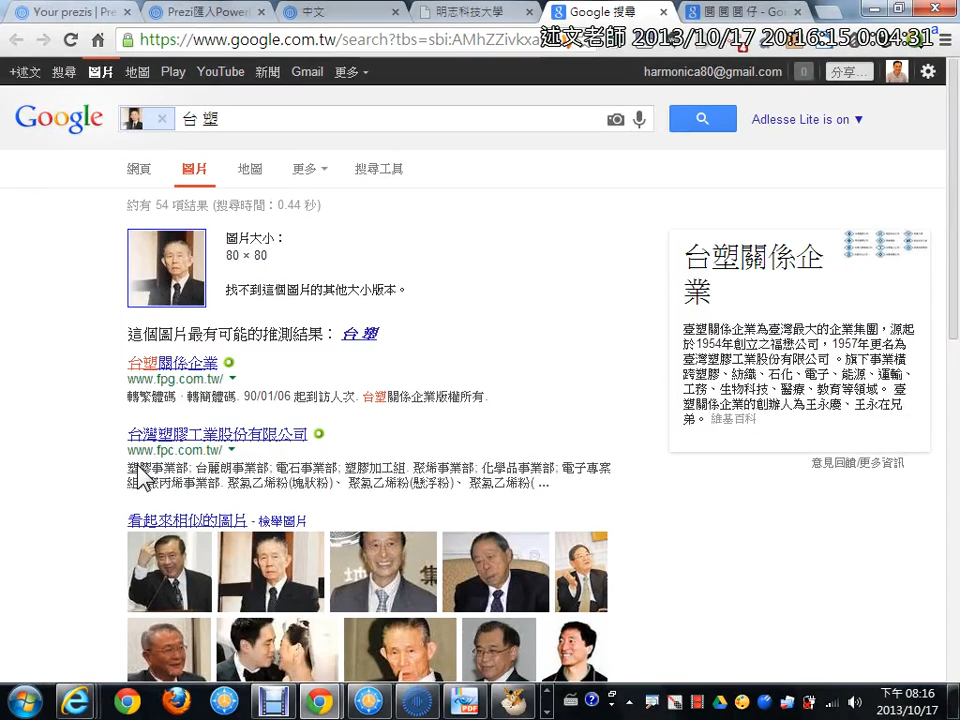 Your prezis | P
Prezi匯入Power
中文
明志科技大學
Google 搜尋
圓圓圓仔 - Goo
https://www.google.com.tw/search?tbs=sbi:AMhZZivkxa
述文老師 2013/10/17 20:16:15 0:04:31
+述文 搜尋 圖片 地圖 Play YouTube 新聞 Gmail 更多
harmonica80@gmail.com 0 分享…
Google 台 塑
Adlesse Lite is on ▼
網頁 圖片 地圖 更多 搜尋工具
約有 54 項結果 (搜尋時間：0.44 秒)
圖片大小：
80 × 80
找不到這個圖片的其他大小版本。
這個圖片最有可能的推測結果： 台 塑
台塑關係企業
www.fpg.com.tw/
轉繁體碼 · 轉簡體碼. 90/01/06 起到訪人次. 台塑關係企業版權所有.
台灣塑膠工業股份有限公司
www.fpc.com.tw/
塑膠事業部; 台麗朗事業部; 電石事業部; 塑膠加工組. 聚烯事業部; 化學品事業部; 電子專案
組. 聚丙烯事業部. 聚氯乙烯粉(塊狀粉)、 聚氯乙烯粉(懸浮粉)、 聚氯乙烯粉( ...
看起來相似的圖片 - 檢舉圖片
地 集
台塑關係企
業
臺塑關係企業為臺灣最大的企業集團，源起
於1954年創立之福懋公司，1957年更名為
臺灣塑膠工業股份有限公司 。旗下事業橫
跨塑膠、紡織、石化、電子、能源、運輸、
工務、生物科技、醫療、教育等領域。 臺
塑關係企業的創辦人為王永慶、王永在兄
弟。 維基百科
意見回饋/更多資訊
PDF
下午 08:16
2013/10/17